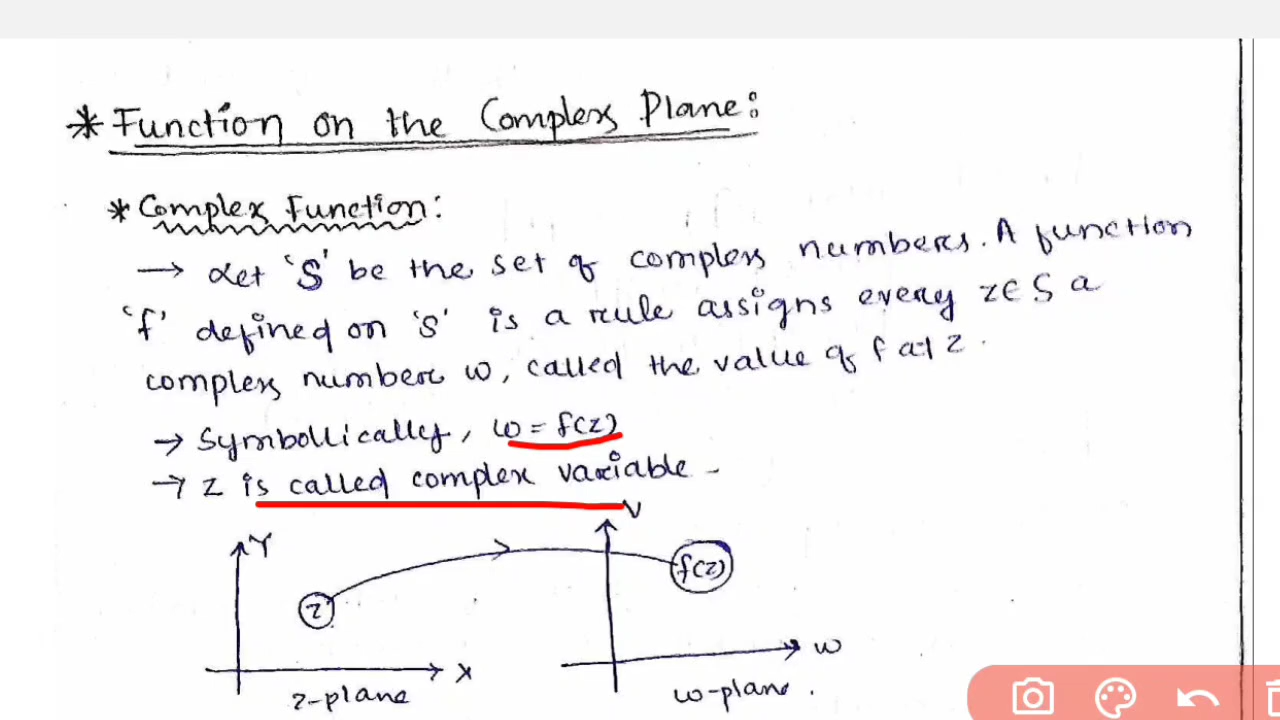 * Function on the Complex Plane:
* Complex Function:
→ Let 'S' be the set of complex numbers. A function
'f' defined on 'S' is a rule assigns every z∈S a
complex number w, called the value of f at z.
→ Symbollically, w = f(z)
→ z is called complex variable -
Y V
z f(z)
X w
z-plane w-plane.